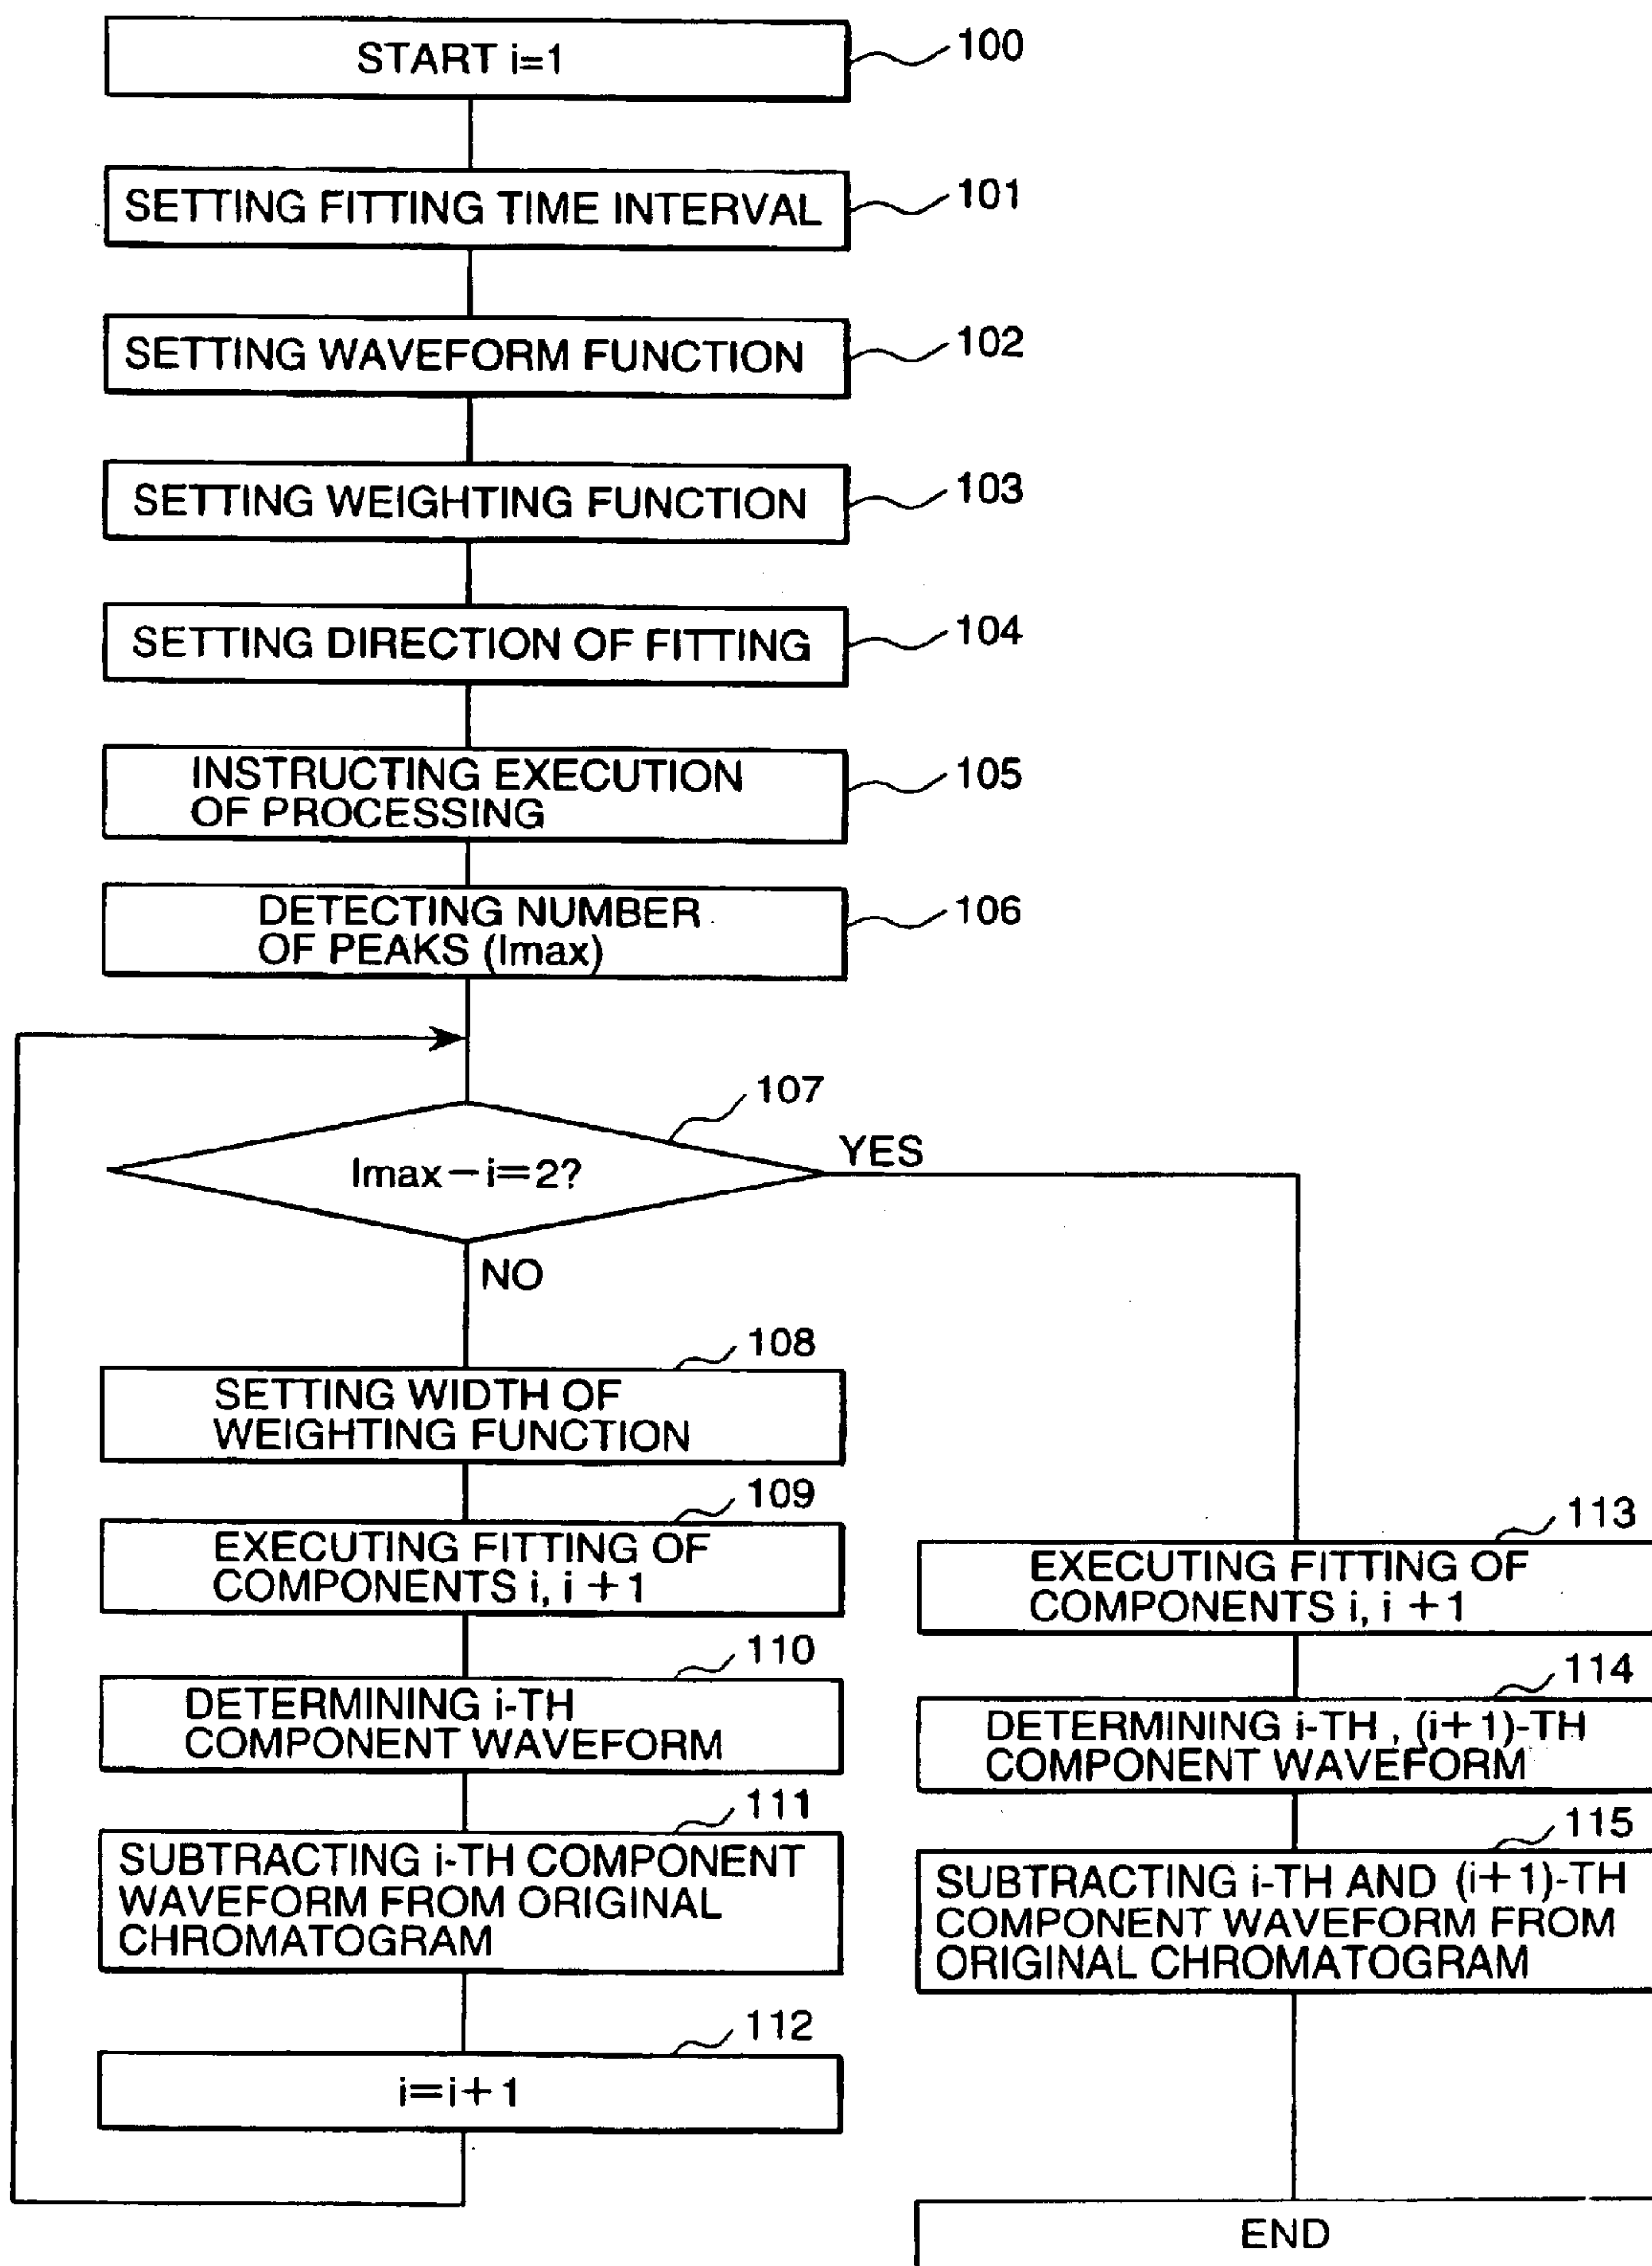 START i=1
100
SETTING FITTING TIME INTERVAL
101
SETTING WAVEFORM FUNCTION
102
SETTING WEIGHTING FUNCTION
103
SETTING DIRECTION OF FITTING
104
INSTRUCTING EXECUTION
OF PROCESSING
105
DETECTING NUMBER
OF PEAKS (Imax)
106
107
Imax－i=2?
YES
NO
108
SETTING WIDTH OF
WEIGHTING FUNCTION
109
EXECUTING FITTING OF
COMPONENTS i, i +1
110
DETERMINING i-TH
COMPONENT WAVEFORM
111
SUBTRACTING i-TH COMPONENT
WAVEFORM FROM ORIGINAL
CHROMATOGRAM
112
i=i+1
113
EXECUTING FITTING OF
COMPONENTS i, i +1
114
DETERMINING i-TH , (i+1)-TH
COMPONENT WAVEFORM
115
SUBTRACTING i-TH AND (i+1)-TH
COMPONENT WAVEFORM FROM
ORIGINAL CHROMATOGRAM
END